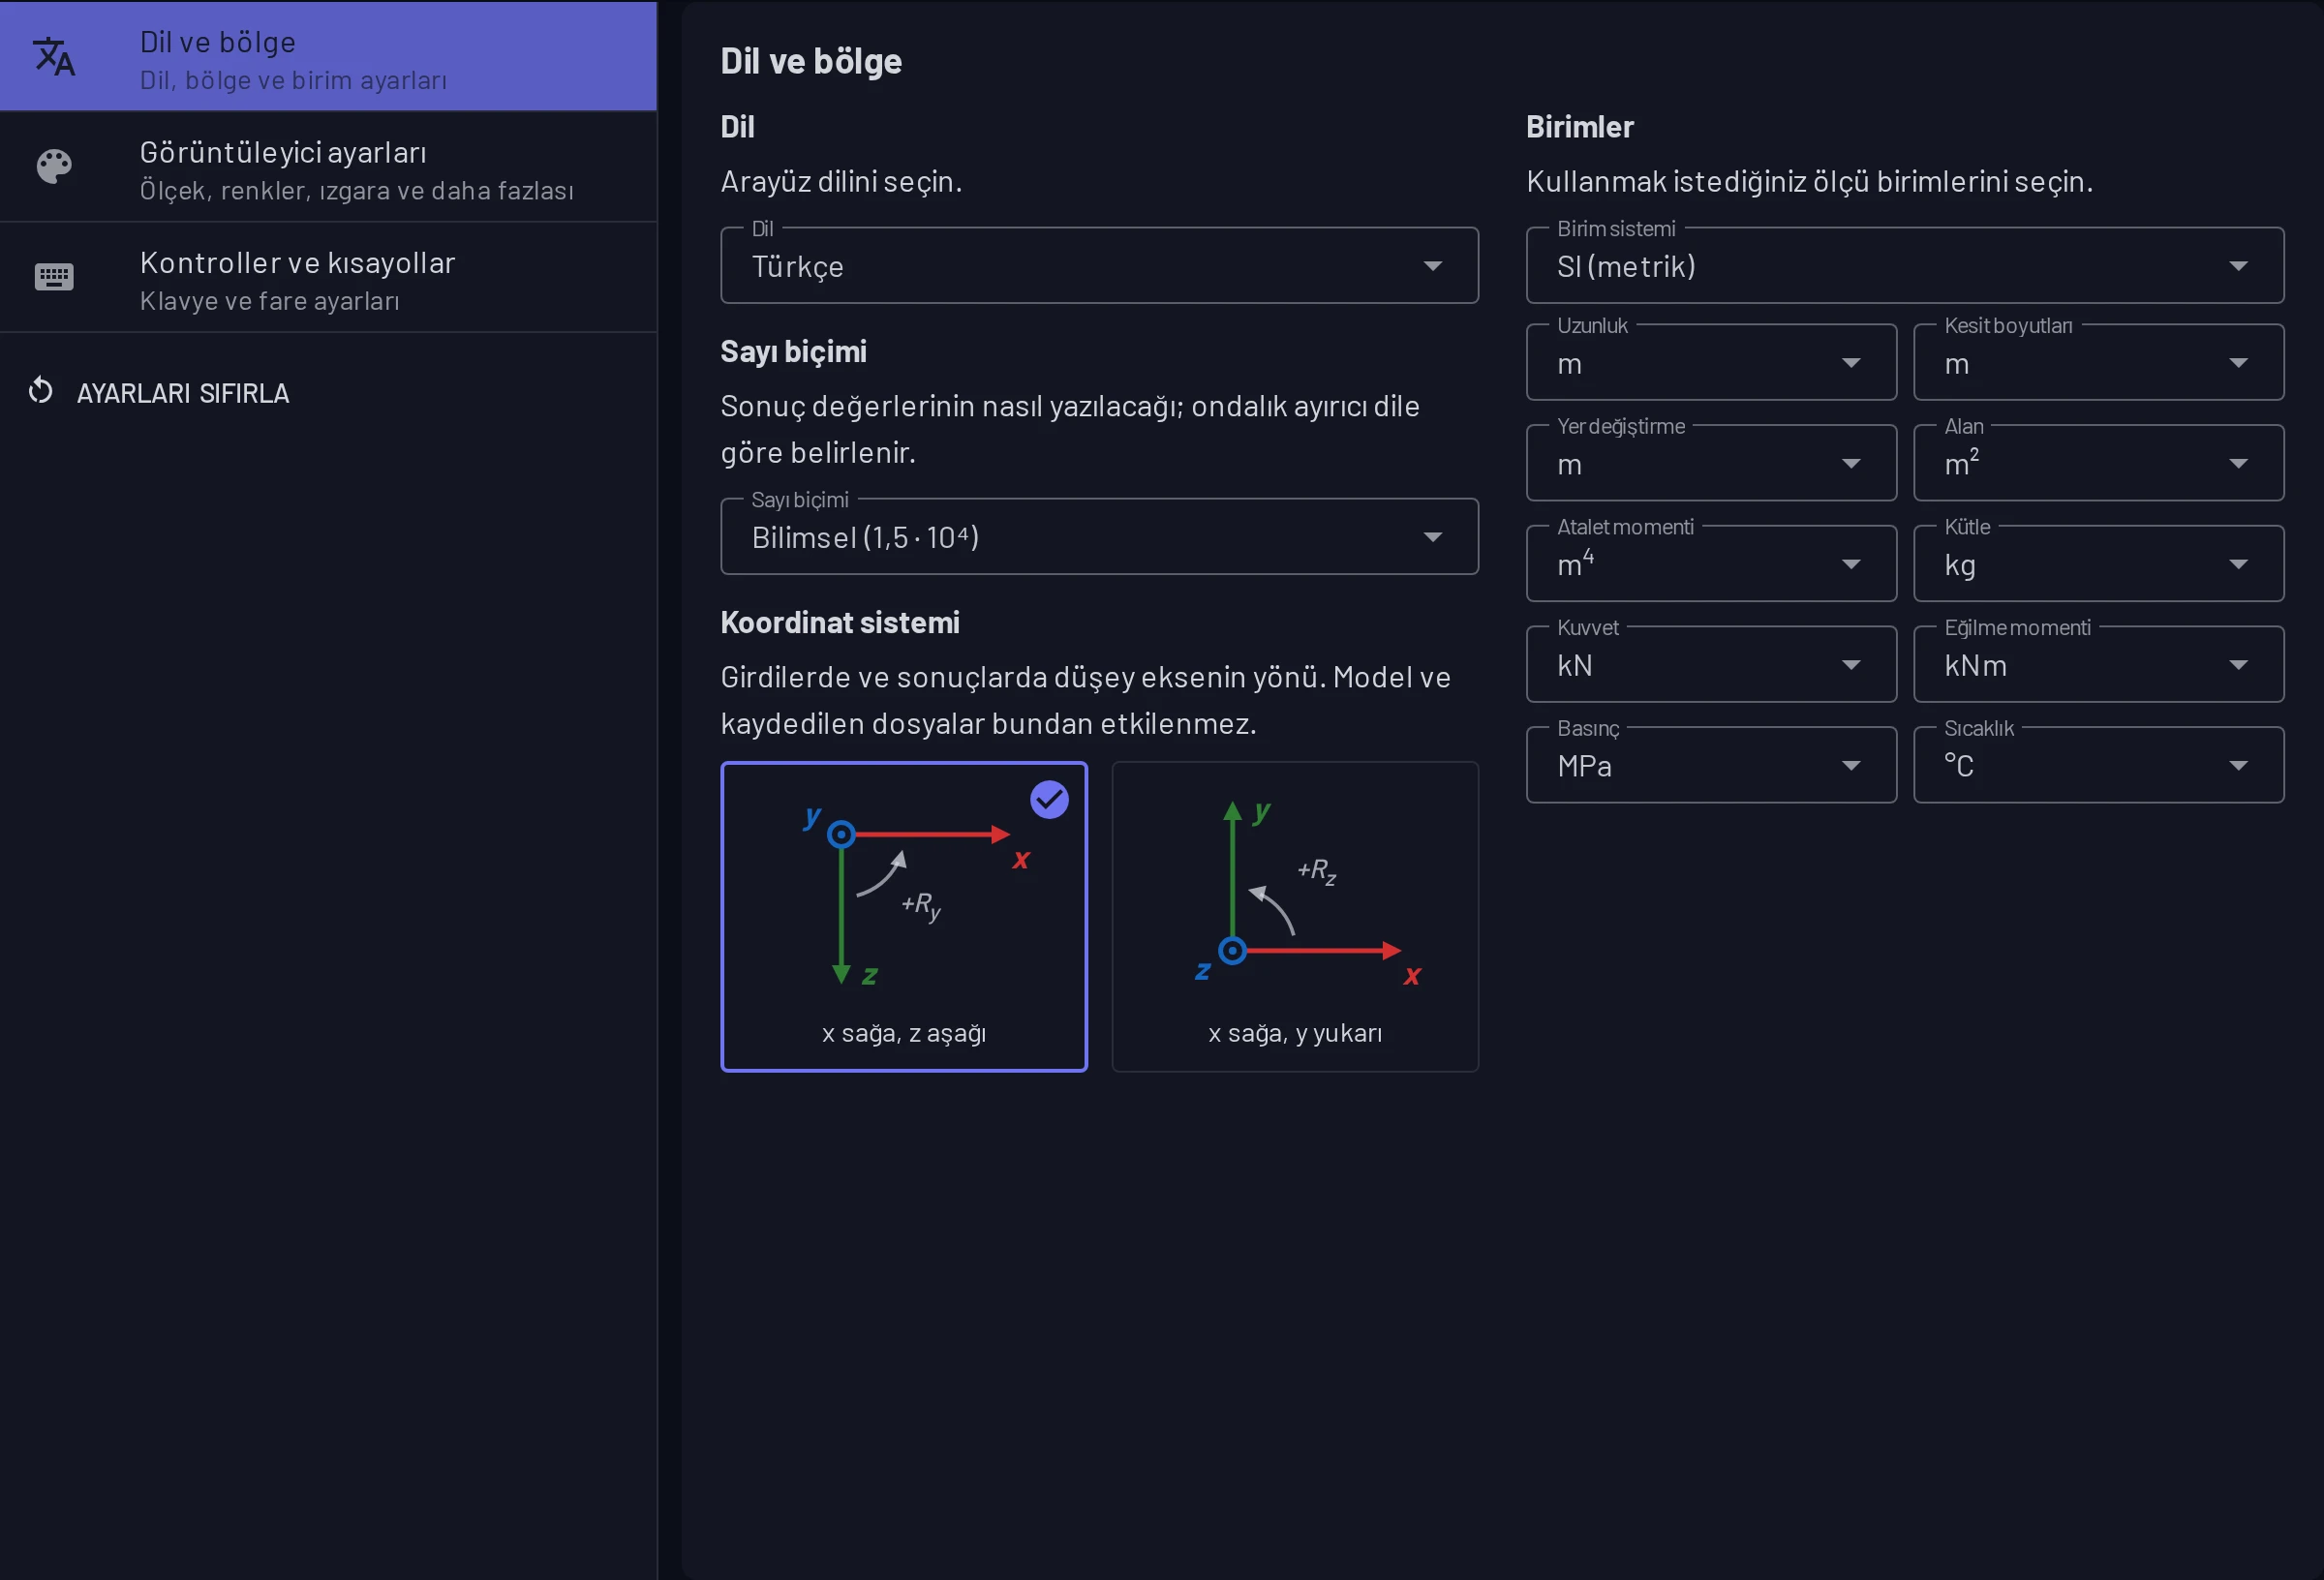 Dil ve bölge
Dil, bölge ve birim ayarları
Görüntüleyici ayarları
Ölçek, renkler, ızgara ve daha fazlası
Kontroller ve kısayollar
Klavye ve fare ayarları
AYARLARI SIFIRLA
Dil ve bölge
Dil
Arayüz dilini seçin.
Dil
Türkçe
Sayı biçimi
Sonuç değerlerinin nasıl yazılacağı; ondalık ayırıcı dile
göre belirlenir.
Sayı biçimi
Bilimsel (1,5 · 10⁴)
Koordinat sistemi
Girdilerde ve sonuçlarda düşey eksenin yönü. Model ve
kaydedilen dosyalar bundan etkilenmez.
y
x
+Ry
z
x sağa, z aşağı
y
+Rz
z
x
x sağa, y yukarı
Birimler
Kullanmak istediğiniz ölçü birimlerini seçin.
Birim sistemi
SI (metrik)
Uzunluk
m
Kesit boyutları
m
Yer değiştirme
m
Alan
m²
Atalet momenti
m⁴
Kütle
kg
Kuvvet
kN
Eğilme momenti
kNm
Basınç
MPa
Sıcaklık
°C